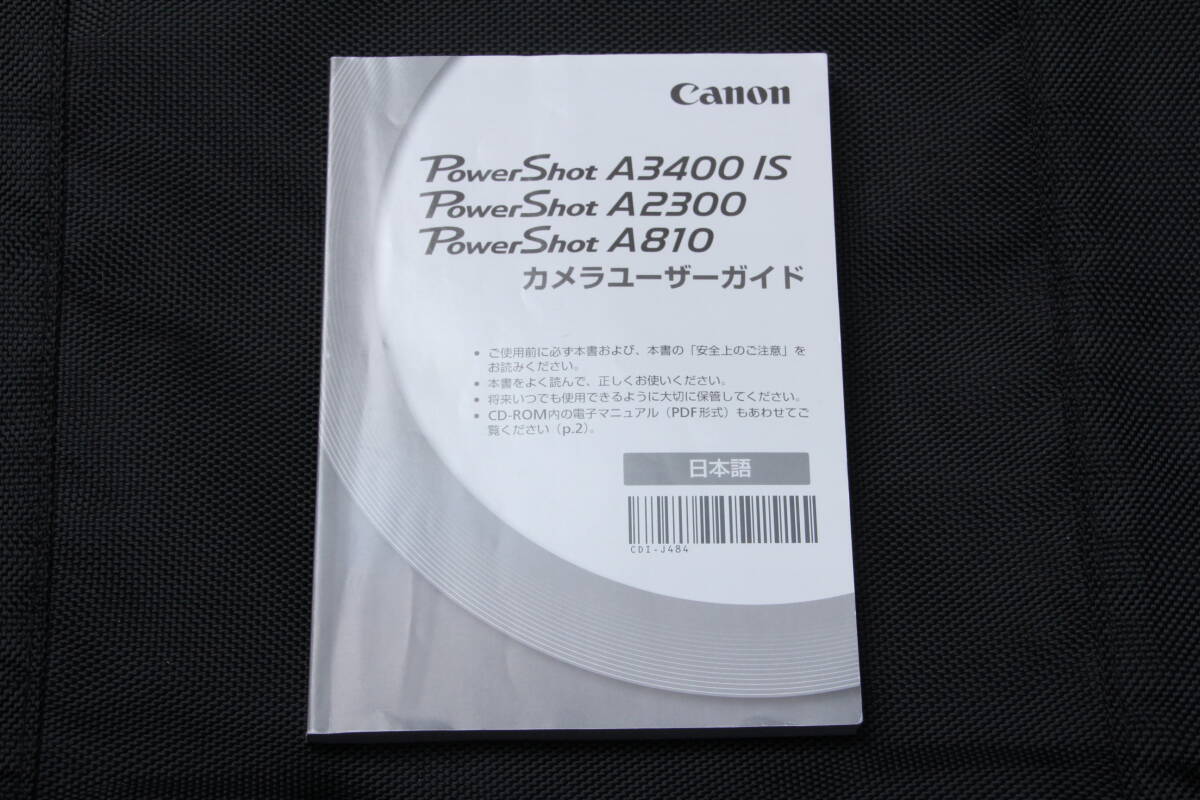 Canon
PowerShot A3400 IS
PowerShot A2300
PowerShot A810
カメラユーザーガイド
• ご使用前に必ず本書および、本書の「安全上のご注意」を
お読みください。
• 本書をよく読んで、正しくお使いください。
• 将来いつでも使用できるように大切に保管してください。
• CD-ROM内の電子マニュアル（PDF形式）もあわせてご
覧ください（p.2）。
日本語
CDI-J484